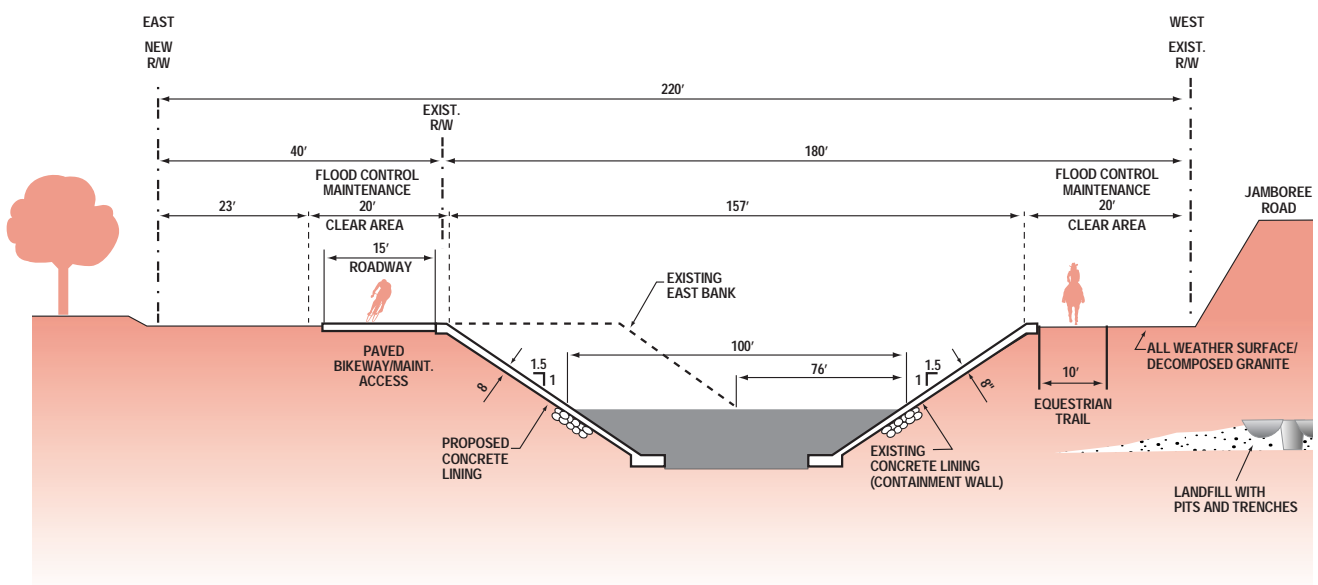 EAST
NEW
R/W
WEST
EXIST.
R/W
220'
EXIST.
R/W
40'
180'
FLOOD CONTROL
MAINTENANCE
20'
CLEAR AREA
FLOOD CONTROL
MAINTENANCE
20'
CLEAR AREA
JAMBOREE
ROAD
23'
157'
15'
ROADWAY
EXISTING
EAST BANK
PAVED
BIKEWAY/MAINT.
ACCESS
1.5
1
8
100'
76'
1.5
1
8"
ALL WEATHER SURFACE/
DECOMPOSED GRANITE
10'
EQUESTRIAN
TRAIL
PROPOSED
CONCRETE
LINING
EXISTING
CONCRETE LINING
(CONTAINMENT WALL)
LANDFILL WITH
PITS AND TRENCHES